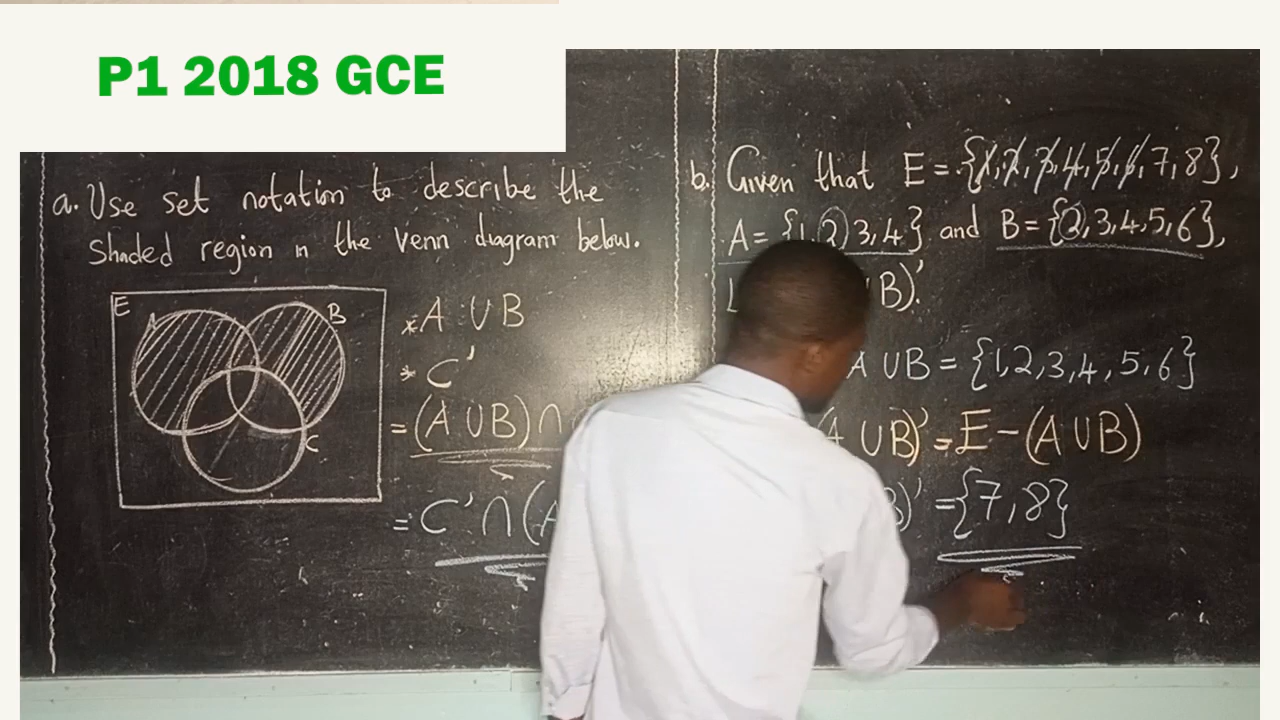 P1 2018 GCE
a. Use set notation to describe the
shaded region in the Venn diagram below.
E
A
B
C
* A ∪ B
* C'
= (A ∪ B) ∩
= C' ∩ (A
b. Given that E = {1, 2, 3, 4, 5, 6, 7, 8},
A = {1, 2, 3, 4} and B = {2, 3, 4, 5, 6},
B)'.
A ∪ B = {1, 2, 3, 4, 5, 6}
(A ∪ B)' = E - (A ∪ B)
B)' = {7, 8}